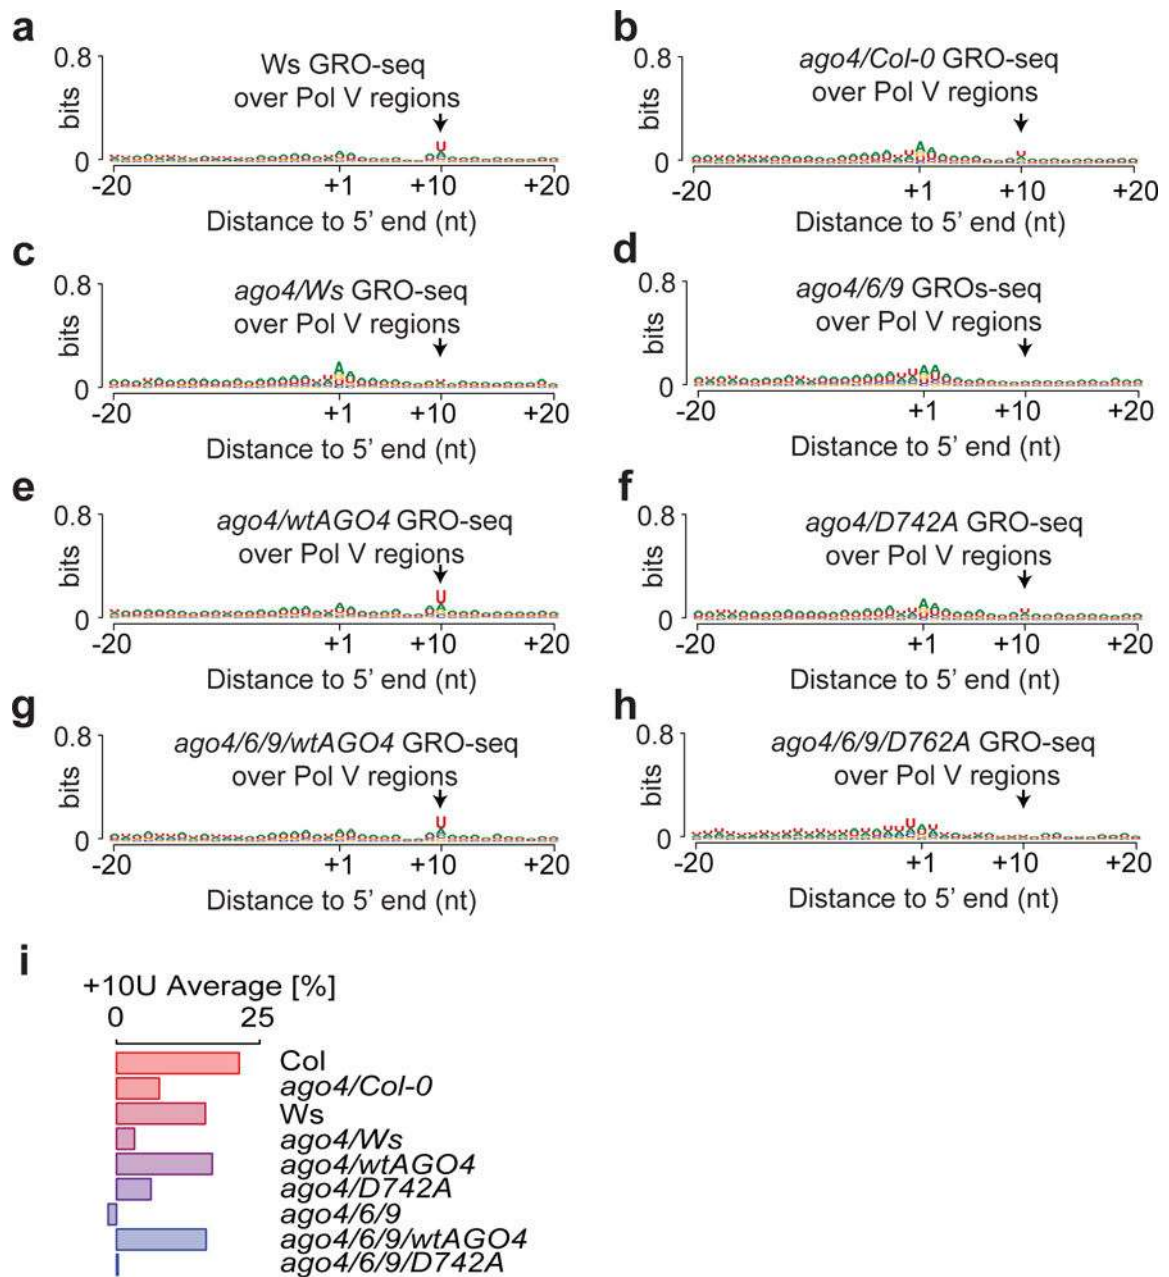 a
0.8
bits
0
Ws GRO-seq
over Pol V regions
U
-20
+1
+10
+20
Distance to 5’ end (nt)
b
0.8
bits
0
ago4/Col-0 GRO-seq
over Pol V regions
A
-20
+1
+10
+20
Distance to 5’ end (nt)
c
0.8
bits
0
ago4/Ws GRO-seq
over Pol V regions
A
-20
+1
+10
+20
Distance to 5’ end (nt)
d
0.8
bits
0
ago4/6/9 GROs-seq
over Pol V regions
U A A
-20
+1
+10
+20
Distance to 5’ end (nt)
e
0.8
bits
0
ago4/wtAGO4 GRO-seq
over Pol V regions
A
U
-20
+1
+10
+20
Distance to 5’ end (nt)
f
0.8
bits
0
ago4/D742A GRO-seq
over Pol V regions
A
-20
+1
+10
+20
Distance to 5’ end (nt)
g
0.8
bits
0
ago4/6/9/wtAGO4 GRO-seq
over Pol V regions
U
-20
+1
+10
+20
Distance to 5’ end (nt)
h
0.8
bits
0
ago4/6/9/D762A GRO-seq
over Pol V regions
U
-20
+1
+10
+20
Distance to 5’ end (nt)
i
+10U Average [%]
0
25
Col
ago4/Col-0
Ws
ago4/Ws
ago4/wtAGO4
ago4/D742A
ago4/6/9
ago4/6/9/wtAGO4
ago4/6/9/D742A